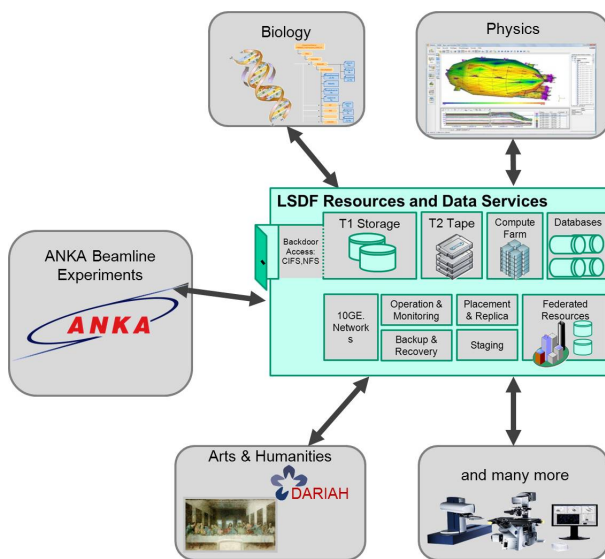 Biology
Physics
LSDF Resources and Data Services
T1 Storage
T2 Tape
Compute
Farm
Databases
Backdoor
Access:
CIFS,NFS
ANKA Beamline
Experiments
ANKA
10GE.
Network
s
Operation &
Monitoring
Placement
& Replica
Federated
Resources
Backup &
Recovery
Staging
Arts & Humanities
DARIAH
and many more